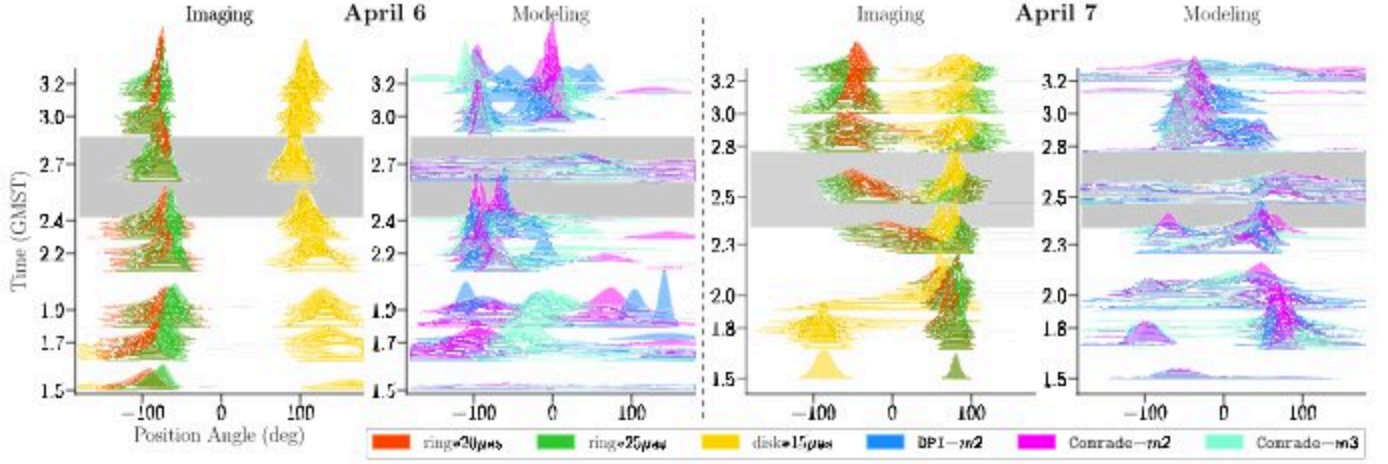 Imaging April 6 Modeling Imaging April 7 Modeling
3.2 3.2 3.2 3.2
3.0 3.0 3.0 3.0
2.8 2.8
2.7 2.7
2.5 2.5
2.4 2.4
2.3 2.3
2.2 2.2
2.0 2.0
1.9 1.9
1.8 1.8
1.7 1.7
1.5 1.5 1.5 1.5
Time (GMST)
−100 0 100 −100 0 100 −100 0 100 −100 0 100
Position Angle (deg)
DPI−m2 Comrade−m2 Comrade−m3